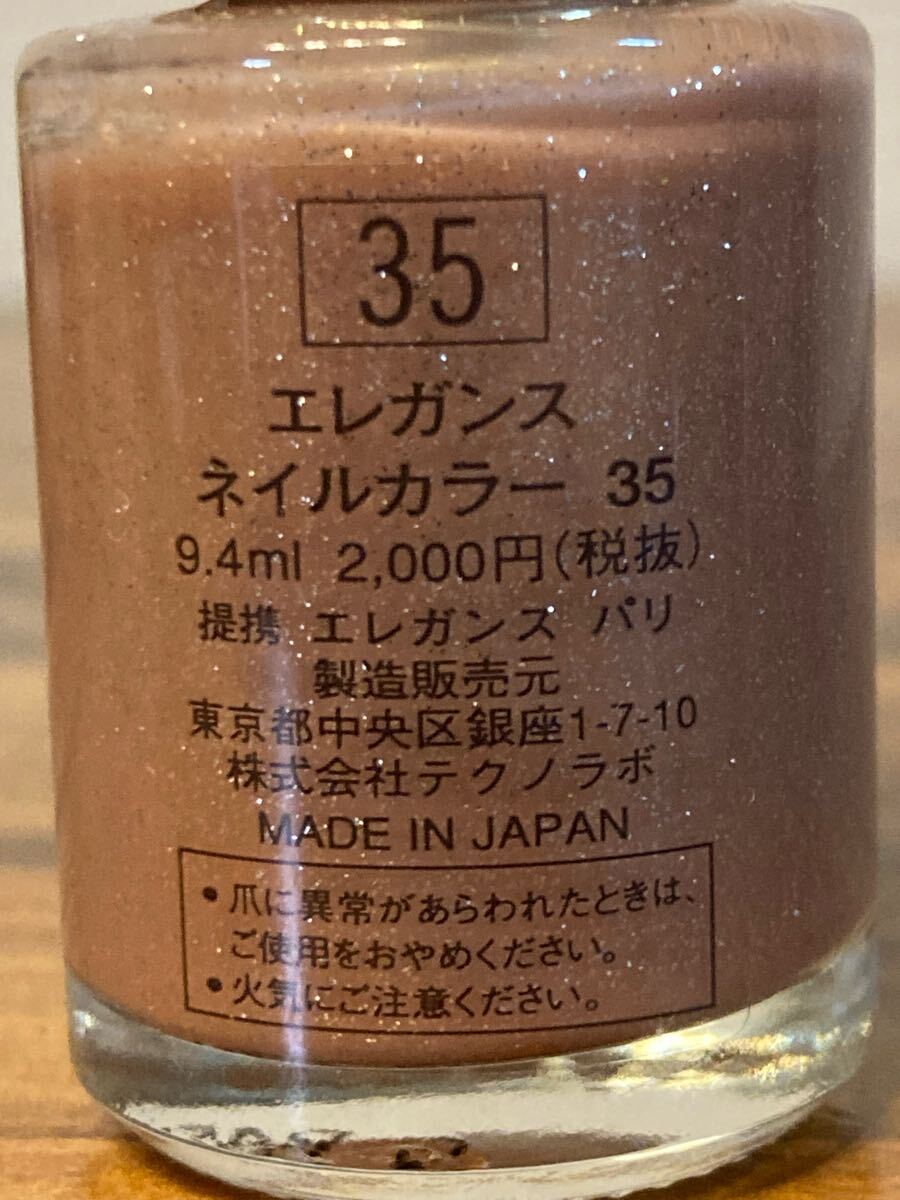 35
エレガンス
ネイルカラー 35
9.4ml 2,000円(税抜)
提携 エレガンス パリ
製造販売元
東京都中央区銀座1-7-10
株式会社テクノラボ
MADE IN JAPAN
・爪に異常があらわれたときは、
ご使用をおやめください。
・火気にご注意ください。